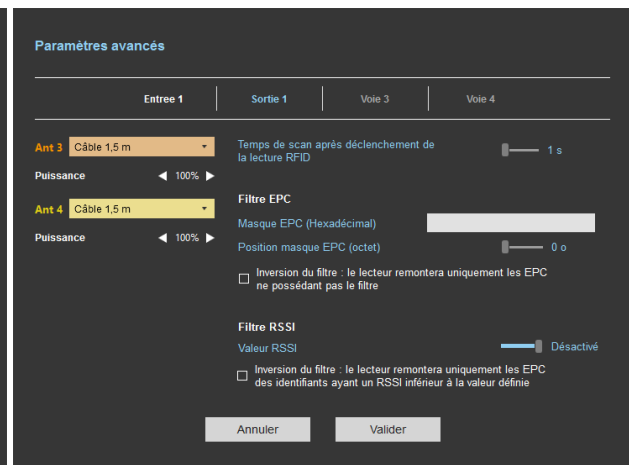 Paramètres avancés
Entree 1
Sortie 1
Voie 3
Voie 4
Ant 3
Câble 1,5 m
Puissance
100%
Ant 4
Câble 1,5 m
Puissance
100%
Temps de scan après déclenchement de
la lecture RFID
1 s
Filtre EPC
Masque EPC (Hexadécimal)
Position masque EPC (octet)
0 o
Inversion du filtre : le lecteur remontera uniquement les EPC
ne possédant pas le filtre
Filtre RSSI
Valeur RSSI
Désactivé
Inversion du filtre : le lecteur remontera uniquement les EPC
des identifiants ayant un RSSI inférieur à la valeur définie
Annuler
Valider